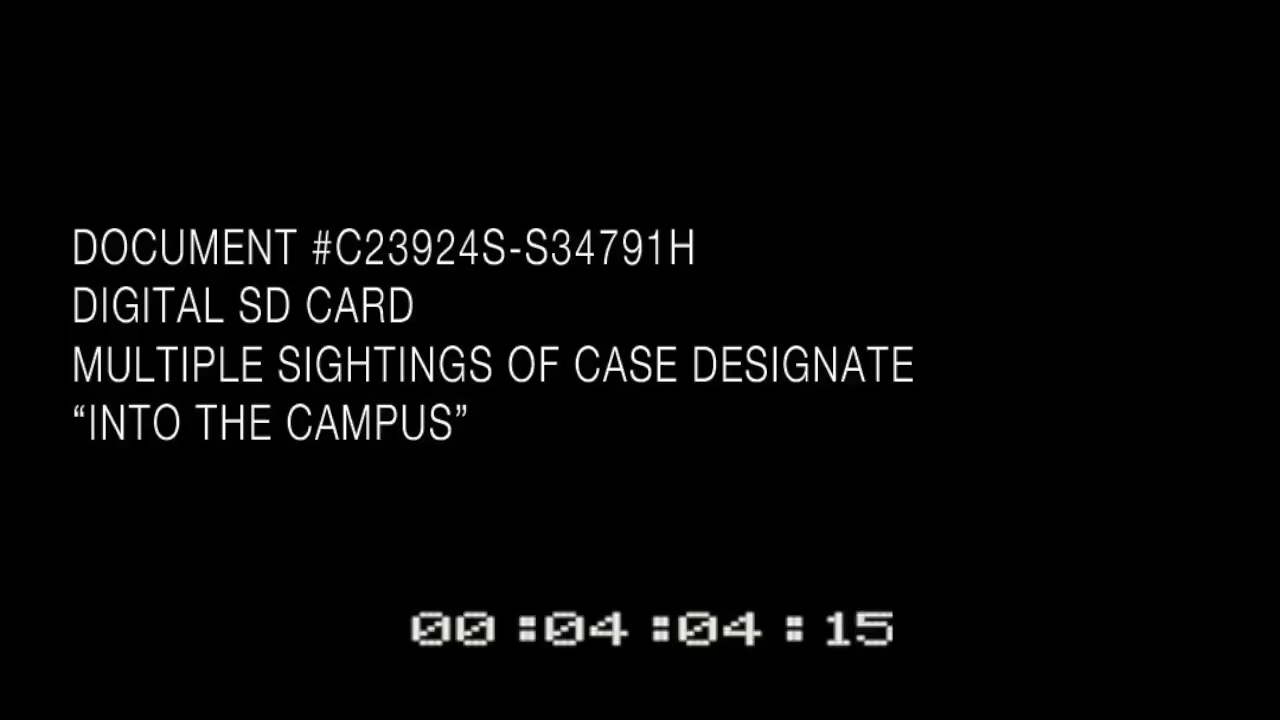 DOCUMENT #C23924S-S34791H
DIGITAL SD CARD
MULTIPLE SIGHTINGS OF CASE DESIGNATE
“INTO THE CAMPUS”
00:04:04:15